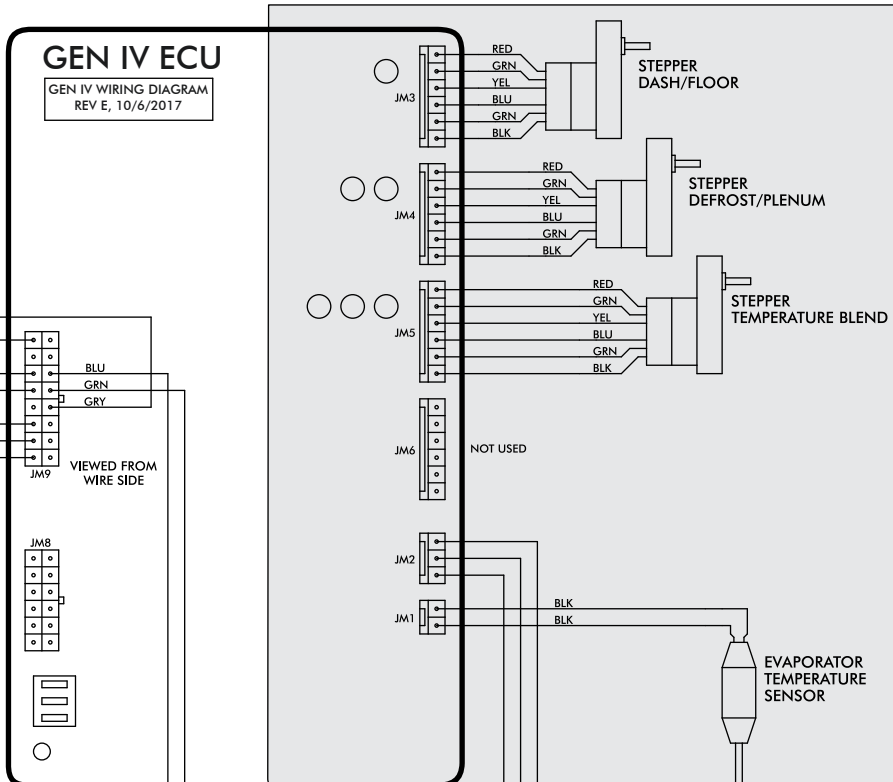 GEN IV ECU
GEN IV WIRING DIAGRAM
REV E, 10/6/2017
JM3
RED
GRN
YEL
BLU
GRN
BLK
STEPPER
DASH/FLOOR
JM4
RED
GRN
YEL
BLU
GRN
BLK
STEPPER
DEFROST/PLENUM
JM5
RED
GRN
YEL
BLU
GRN
BLK
STEPPER
TEMPERATURE BLEND
BLU
GRN
GRY
JM9
VIEWED FROM
WIRE SIDE
JM6
NOT USED
JM8
JM2
JM1
BLK
BLK
EVAPORATOR
TEMPERATURE
SENSOR